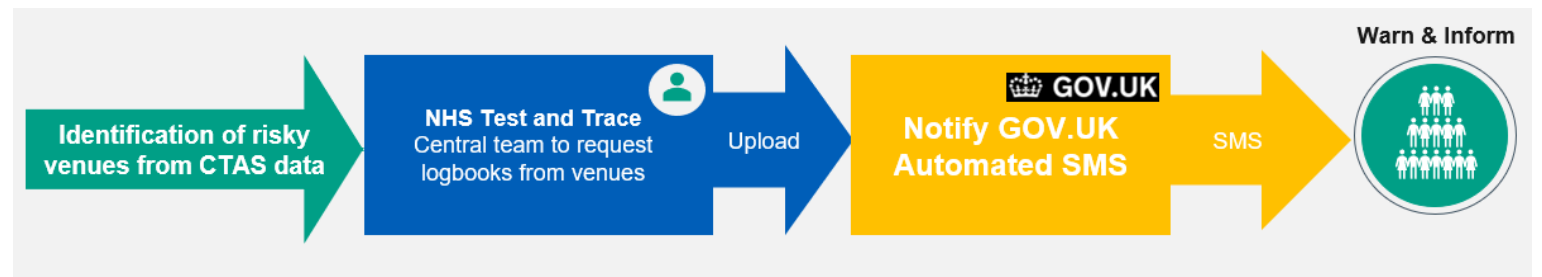 Warn & Inform
Identification of risky
venues from CTAS data
NHS Test and Trace
Central team to request
logbooks from venues
Upload
GOV.UK
Notify GOV.UK
Automated SMS
SMS